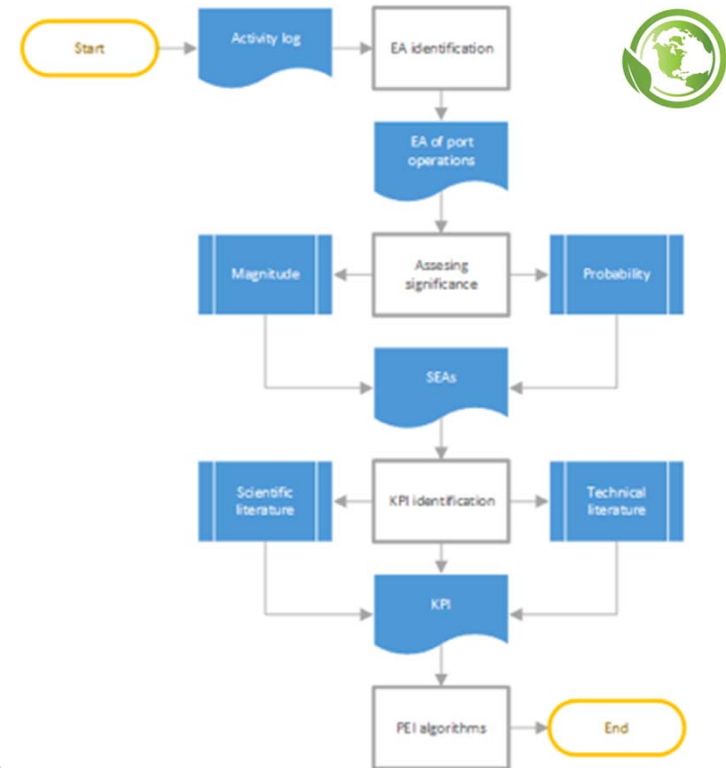 Start
Activity log
EA identification
EA of port
operations
Magnitude
Assesing
significance
Probability
SEAs
Scientific
literature
KPI identification
Technical
literature
KPI
PEI algorithms
End